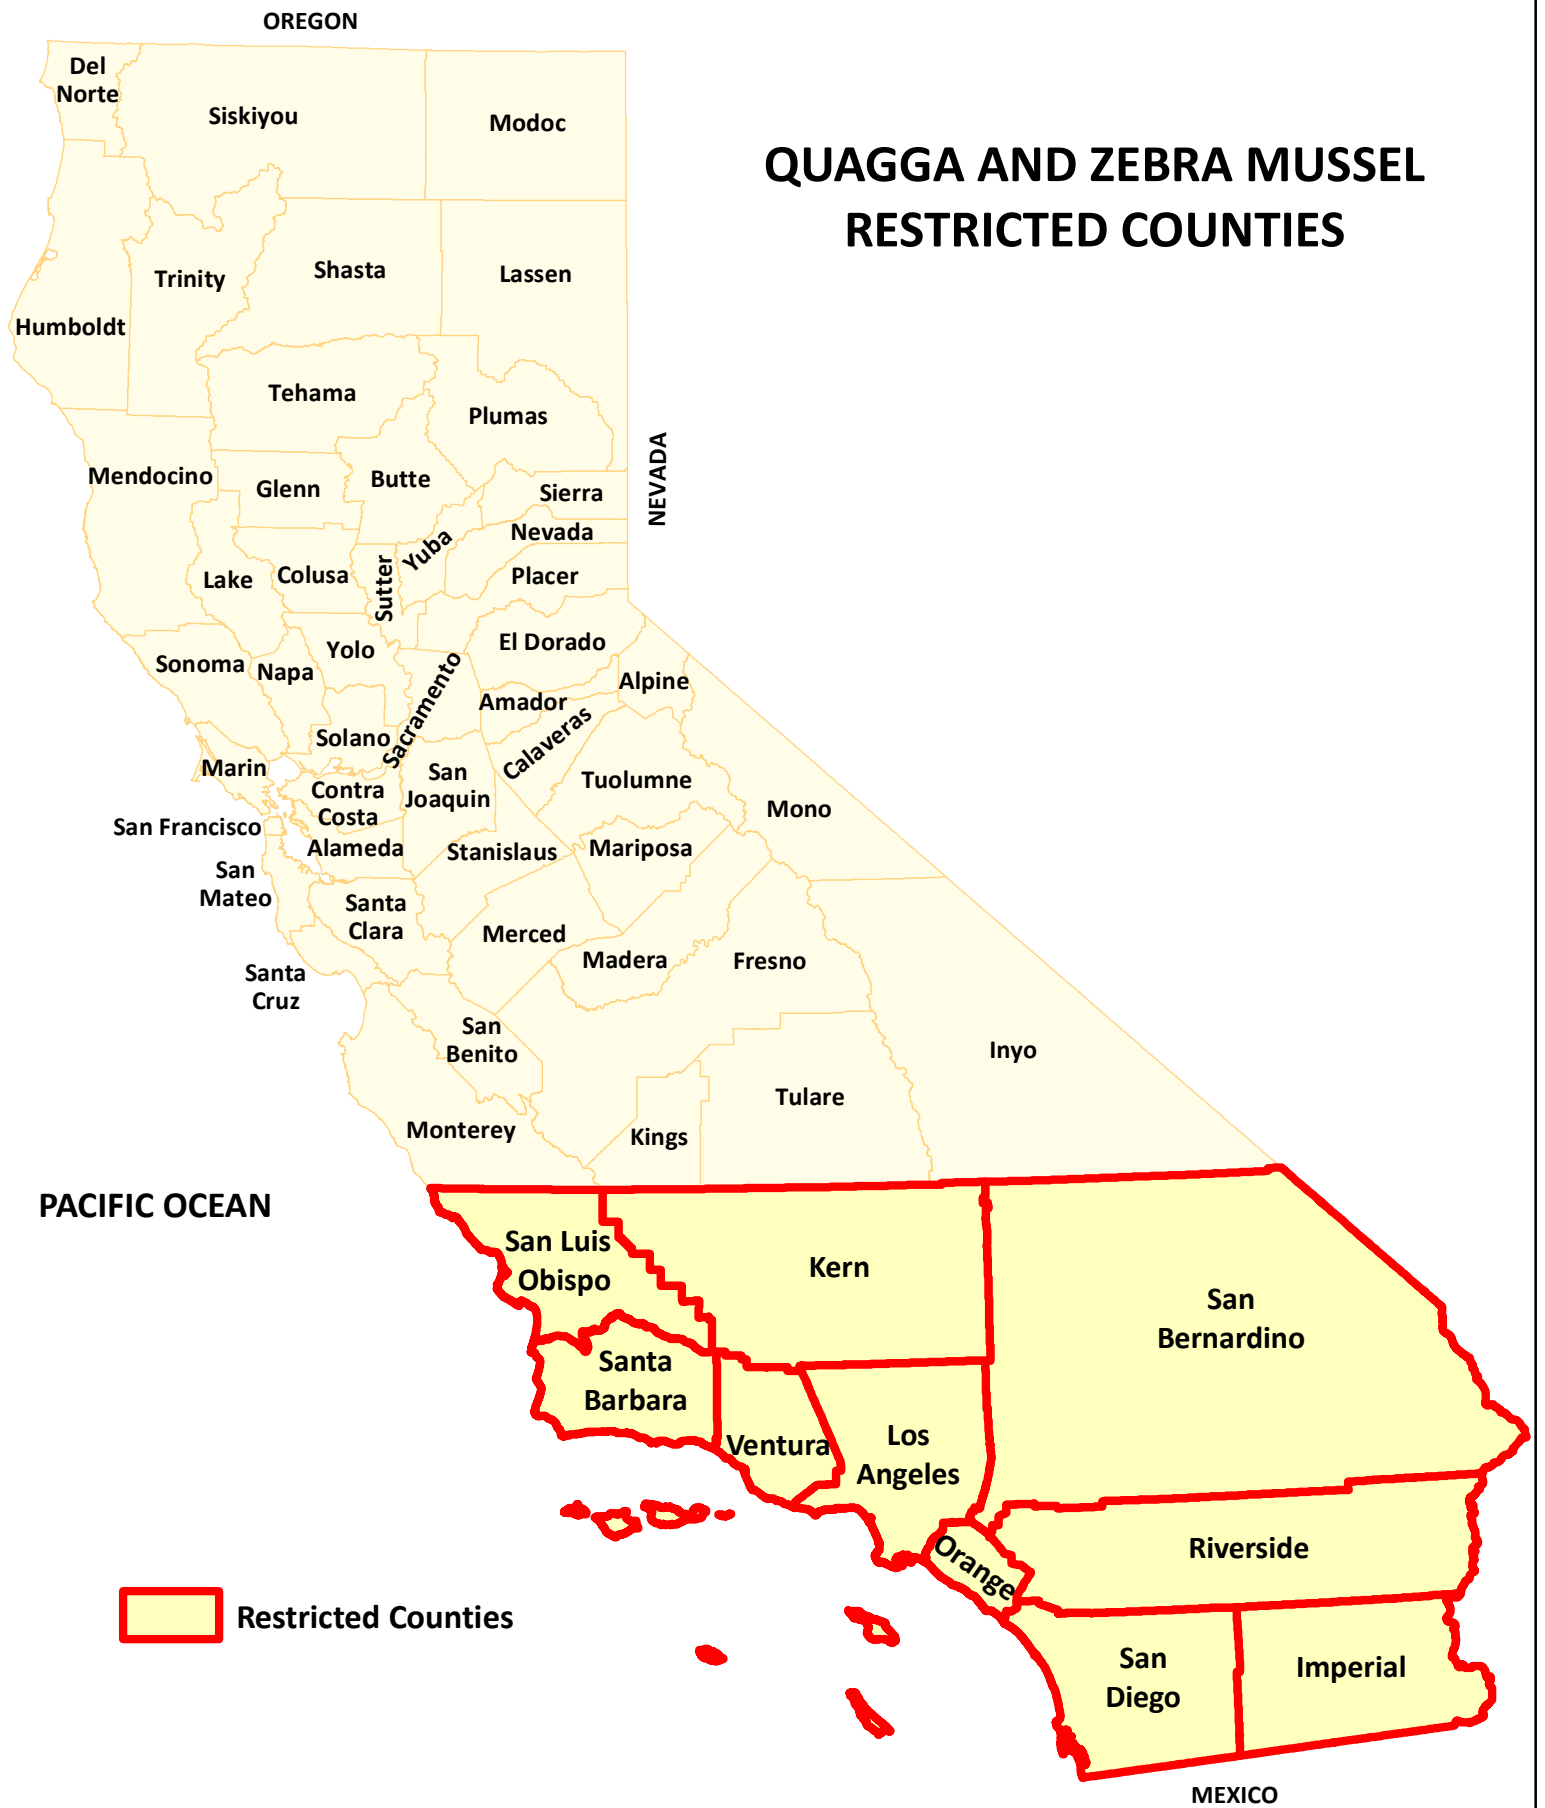 OREGON
Del
Norte
Siskiyou
Modoc
QUAGGA AND ZEBRA MUSSEL
RESTRICTED COUNTIES
Trinity
Shasta
Lassen
Humboldt
Tehama
Plumas
NEVADA
Mendocino
Glenn
Butte
Sierra
Nevada
Yuba
Sutter
Lake
Colusa
Placer
El Dorado
Yolo
Sonoma
Napa
Sacramento
Alpine
Amador
Solano
Calaveras
Marin
San
Joaquin
Tuolumne
Contra
Costa
Mono
San Francisco
Alameda
Stanislaus
Mariposa
San
Mateo
Santa
Clara
Merced
Madera
Fresno
Santa
Cruz
San
Benito
Inyo
Tulare
Monterey
Kings
PACIFIC OCEAN
San Luis
Obispo
Kern
San
Bernardino
Santa
Barbara
Ventura
Los
Angeles
Orange
Riverside
Restricted Counties
San
Diego
Imperial
MEXICO